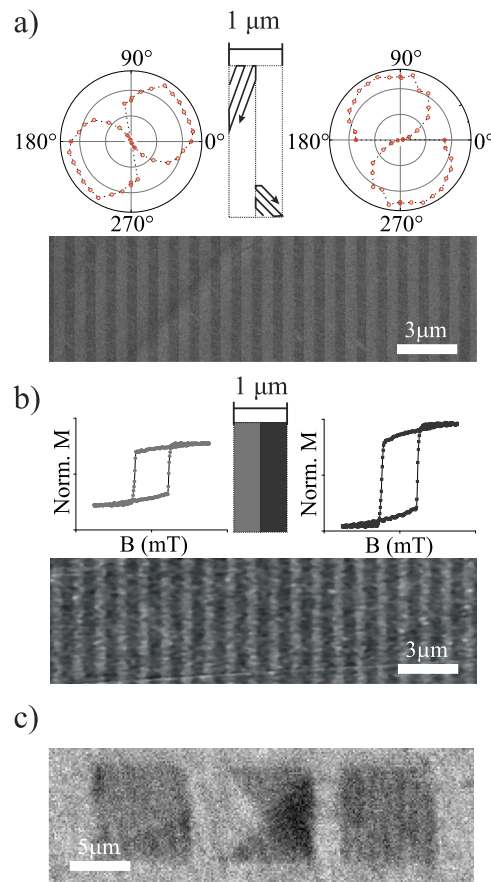 a)
1 μm
90°
90°
180°
0°
180°
0°
270°
270°
3μm
b)
1 μm
Norm. M
Norm. M
B (mT)
B (mT)
3μm
c)
5μm